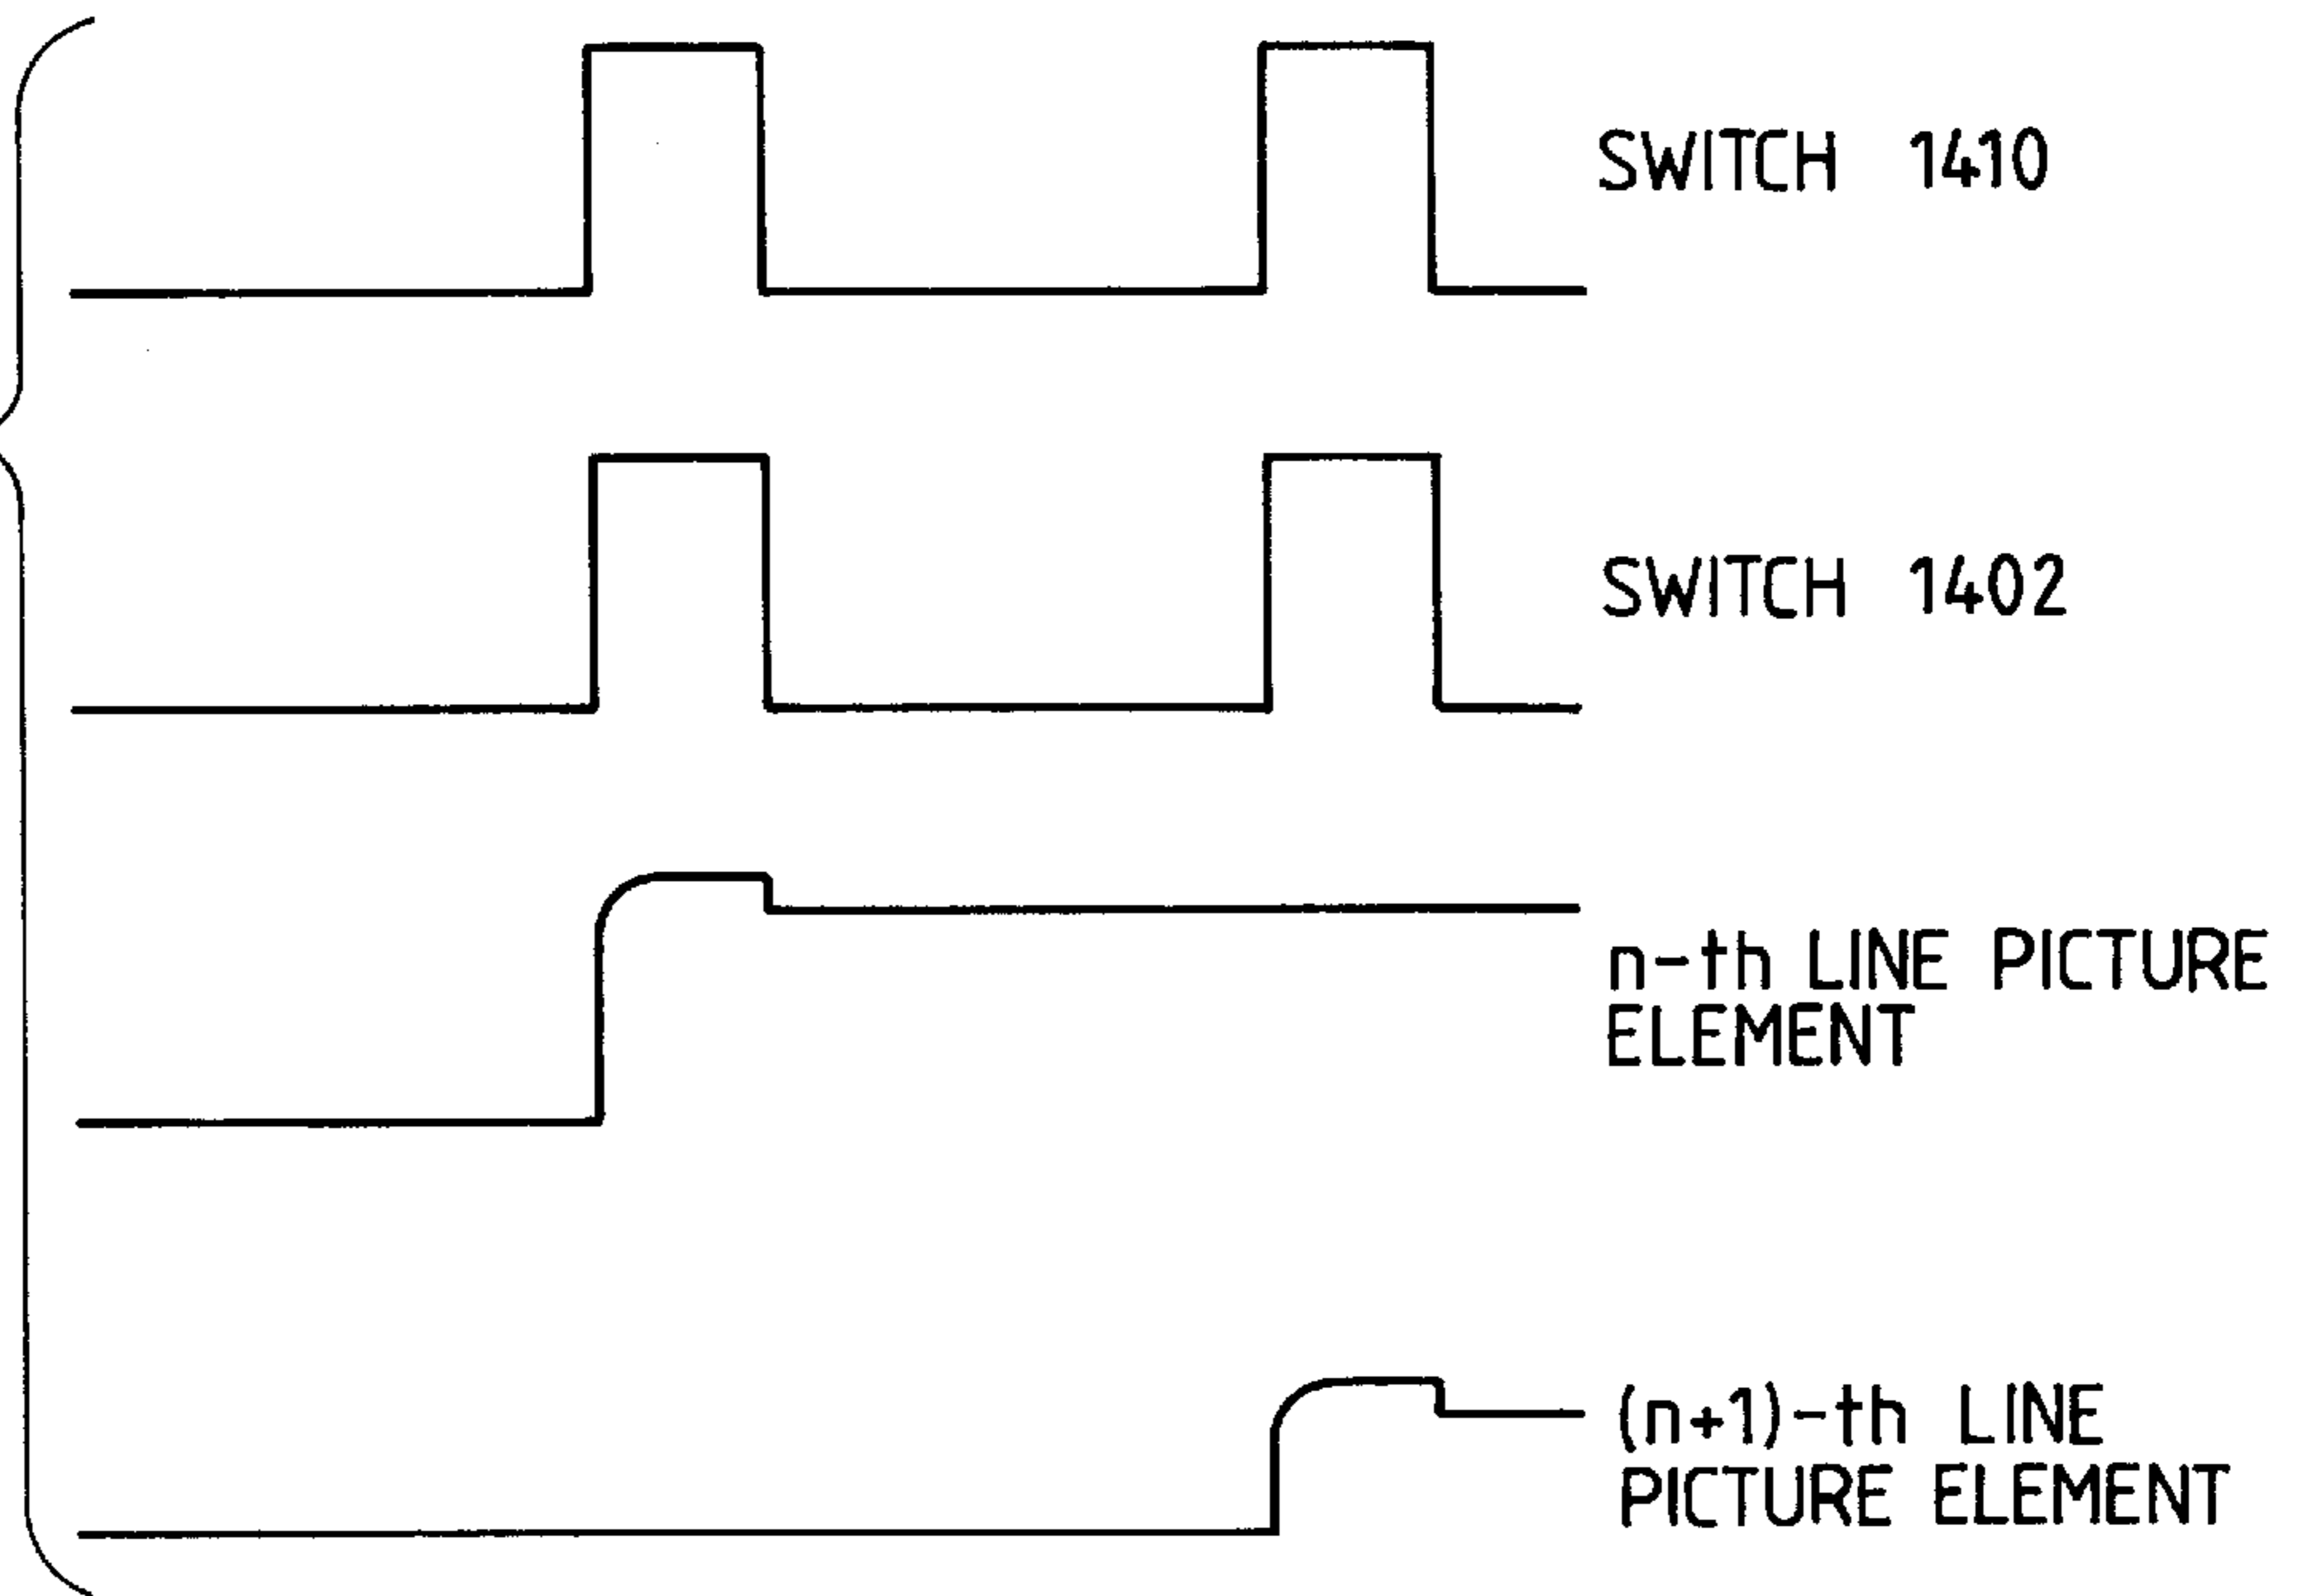 SWITCH 1410
SWITCH 1402
n-th LINE PICTURE
ELEMENT
(n+1)-th LINE
PICTURE ELEMENT